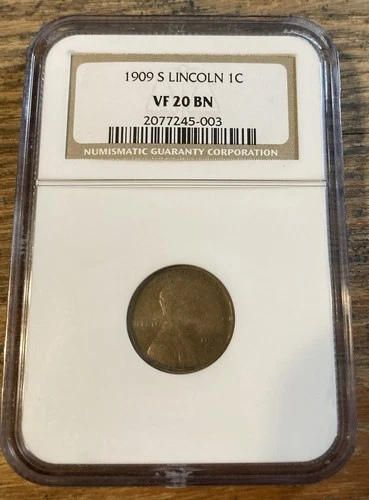 1909 S LINCOLN 1C
VF 20 BN
2077245-003
NUMISMATIC GUARANTY CORPORATION